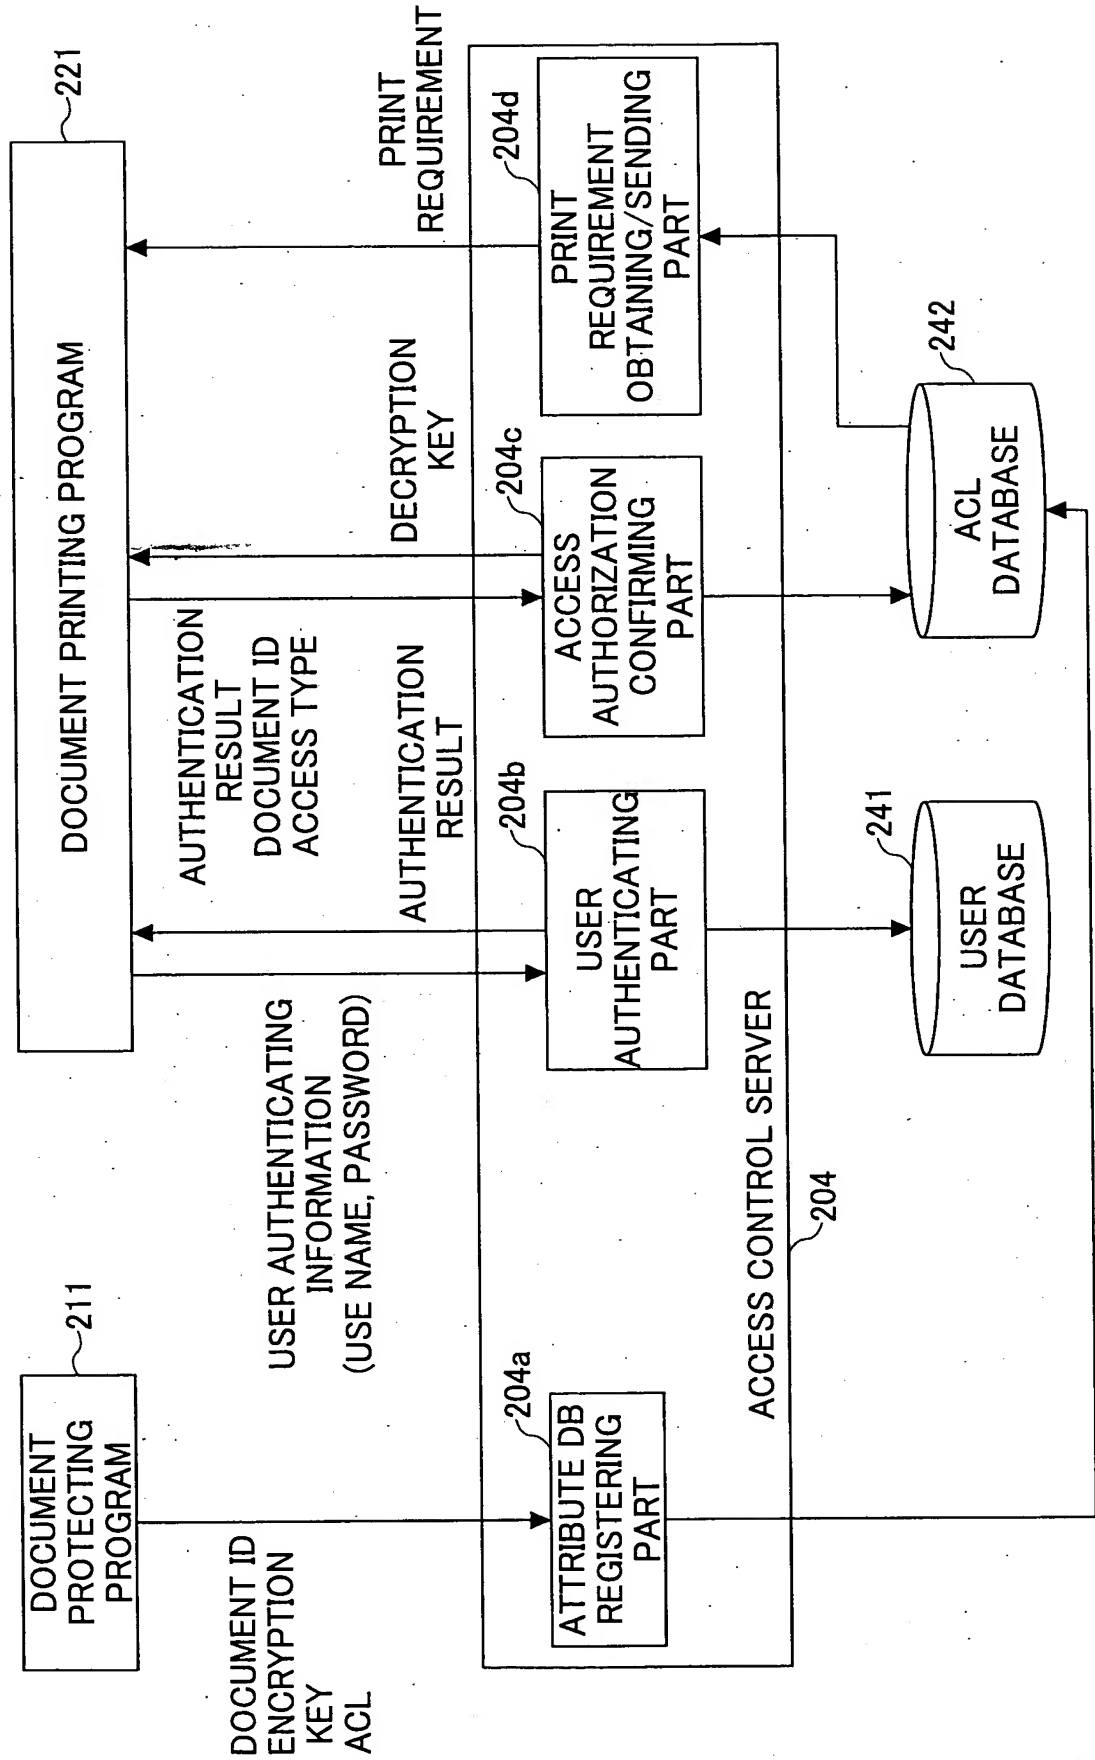 DOCUMENT
PROTECTING
PROGRAM
211
DOCUMENT PRINTING PROGRAM
221
DOCUMENT ID
ENCRYPTION
KEY
ACL
USER AUTHENTICATING
INFORMATION
(USE NAME, PASSWORD)
AUTHENTICATION
RESULT
DOCUMENT ID
ACCESS TYPE
AUTHENTICATION
RESULT
DECRYPTION
KEY
PRINT
REQUIREMENT
204a
ATTRIBUTE DB
REGISTERING
PART
204b
USER
AUTHENTICATING
PART
204c
ACCESS
AUTHORIZATION
CONFIRMING
PART
204d
PRINT
REQUIREMENT
OBTAINING/SENDING
PART
ACCESS CONTROL SERVER
204
241
USER
DATABASE
242
ACL
DATABASE